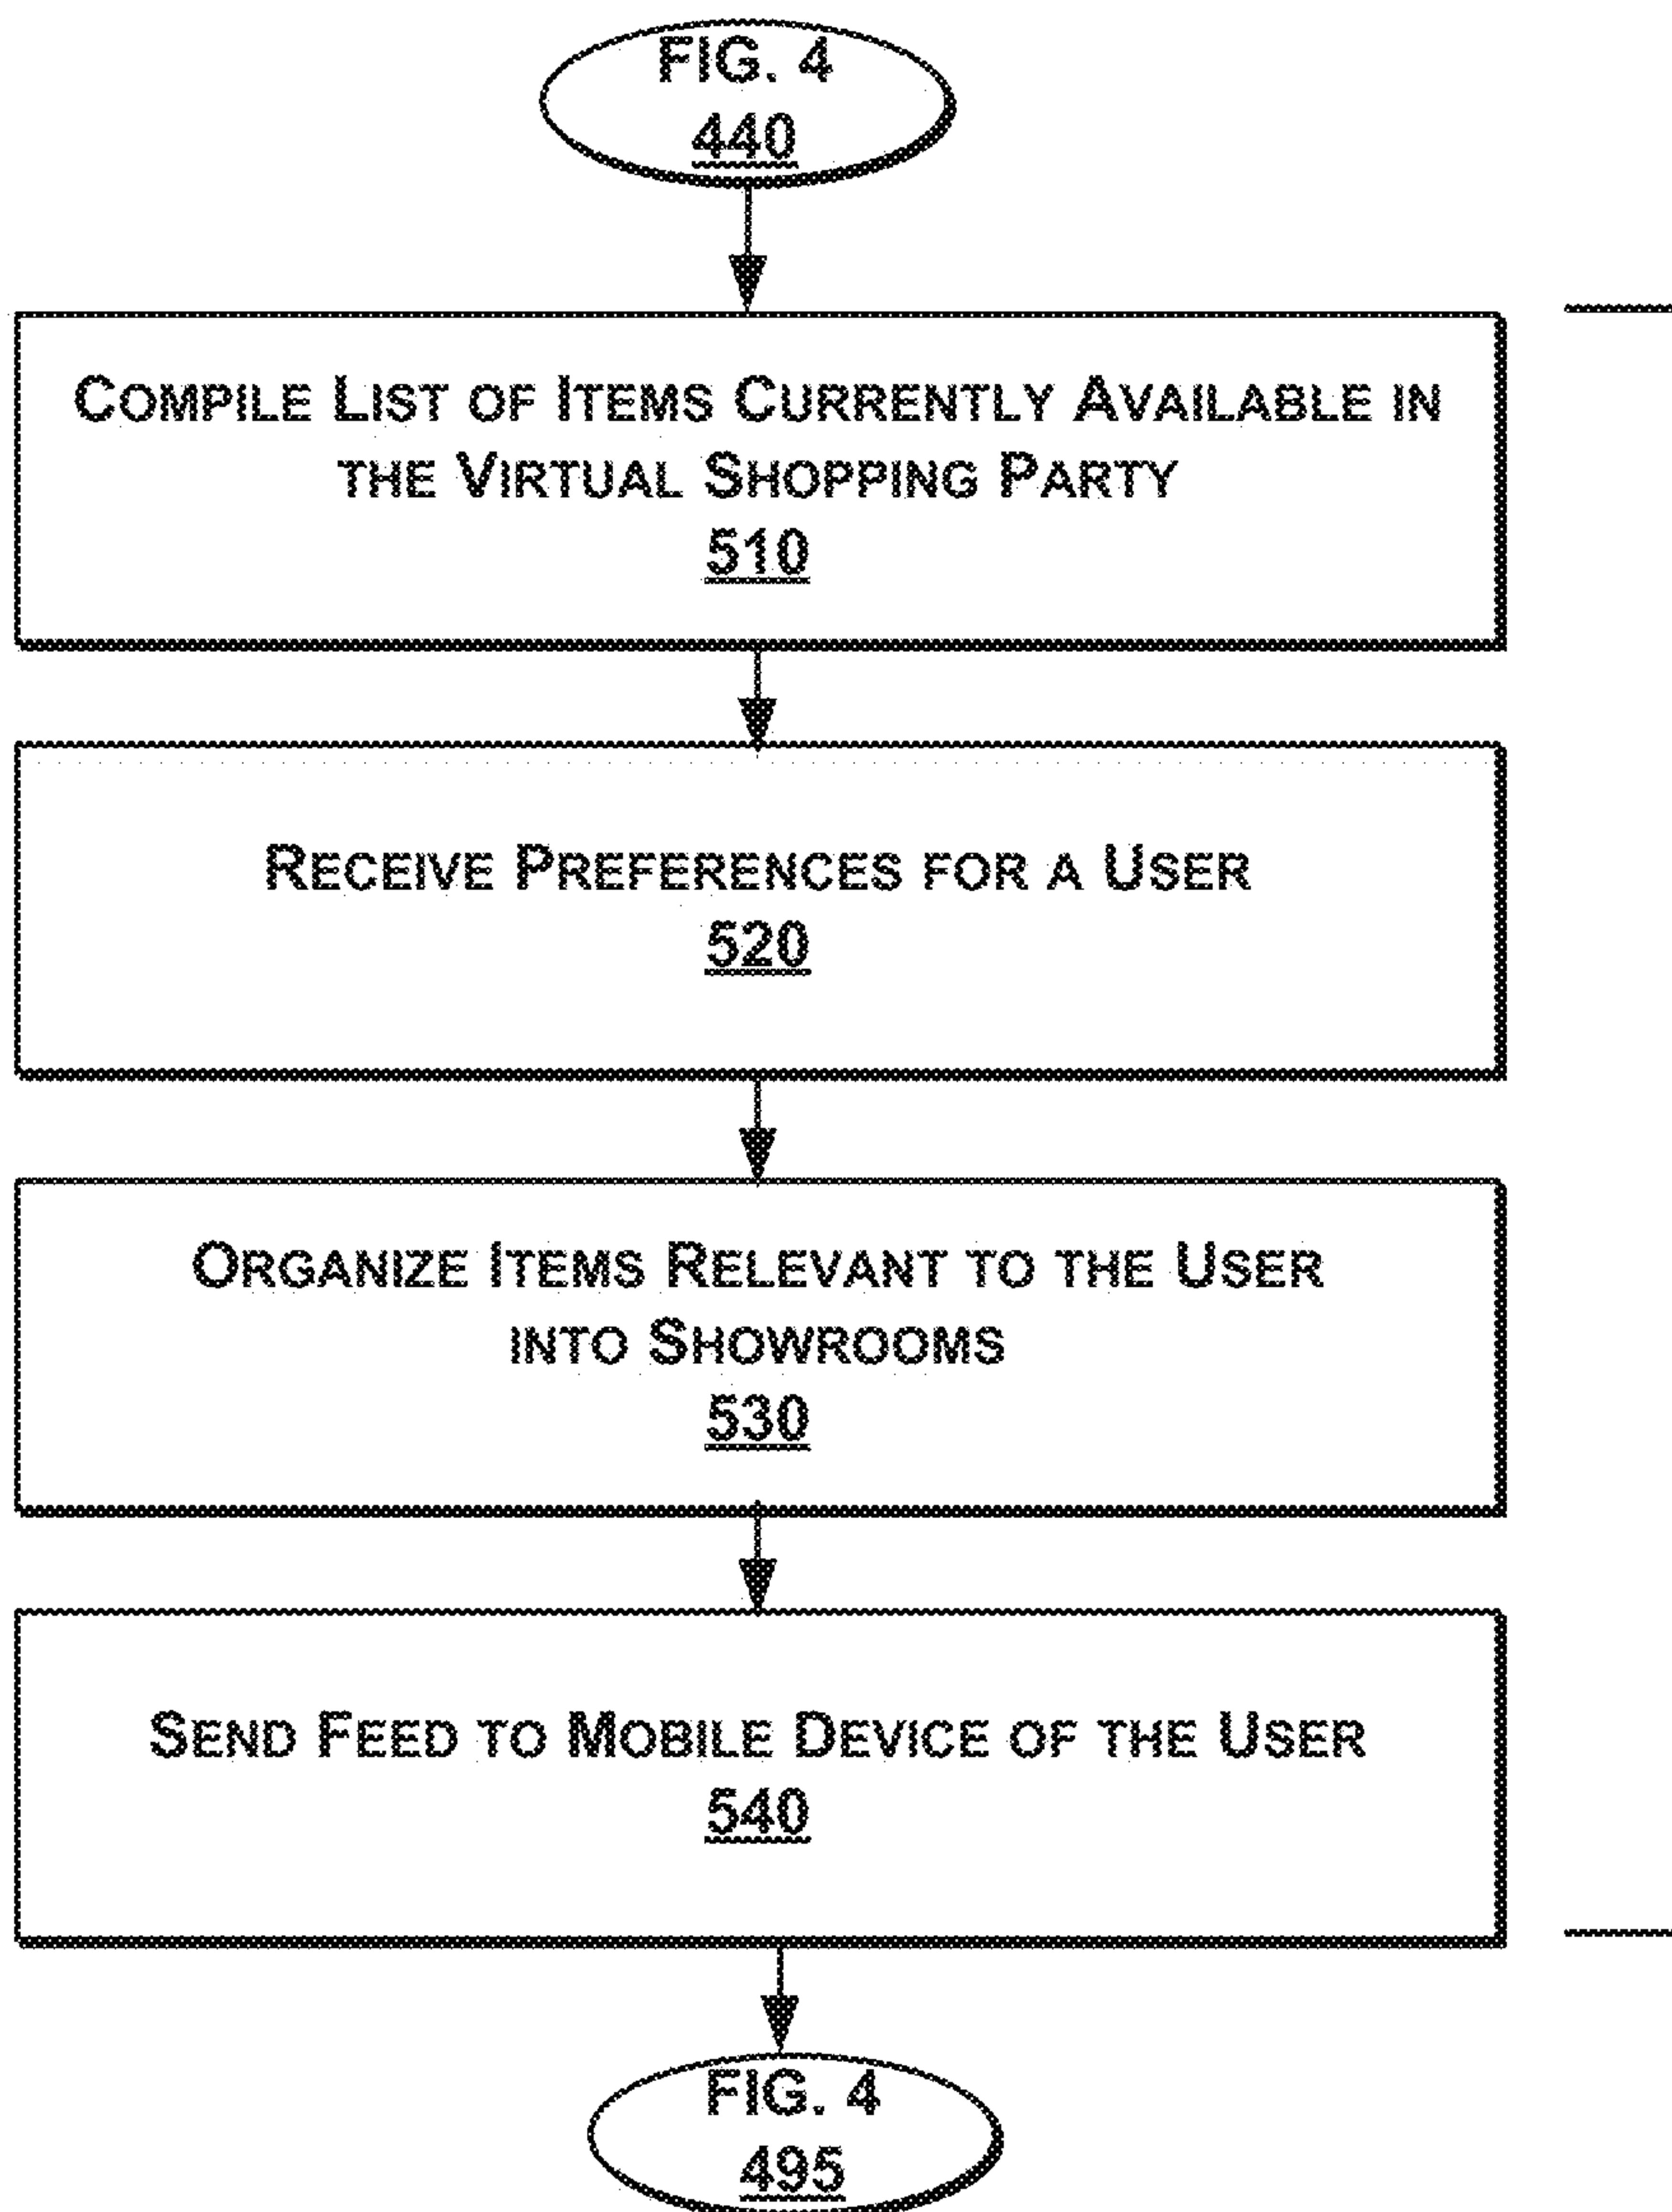 FIG. 4
440
COMPILE LIST OF ITEMS CURRENTLY AVAILABLE IN
THE VIRTUAL SHOPPING PARTY
510
RECEIVE PREFERENCES FOR A USER
520
ORGANIZE ITEMS RELEVANT TO THE USER
INTO SHOWROOMS
530
SEND FEED TO MOBILE DEVICE OF THE USER
540
FIG. 4
495